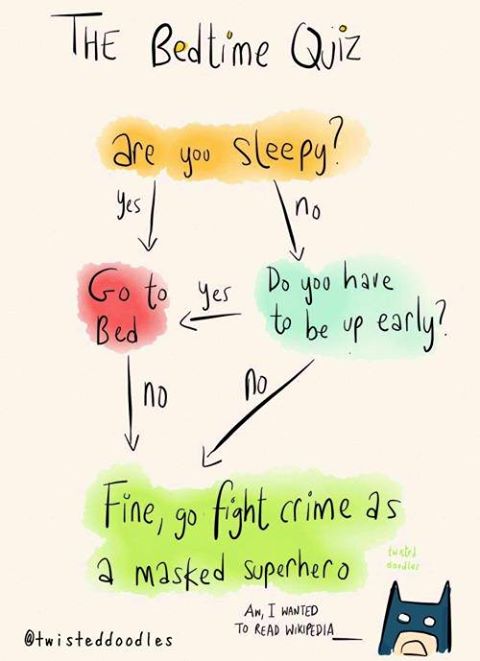 THE Bedtime Quiz
are you sleepy?
yes
no
Go to
Bed
yes
Do you have
to be up early?
no
no
Fine, go fight crime as
a masked superhero
twisted
doodles
AW, I WANTED
TO READ WIKIPEDIA
@twisteddoodles